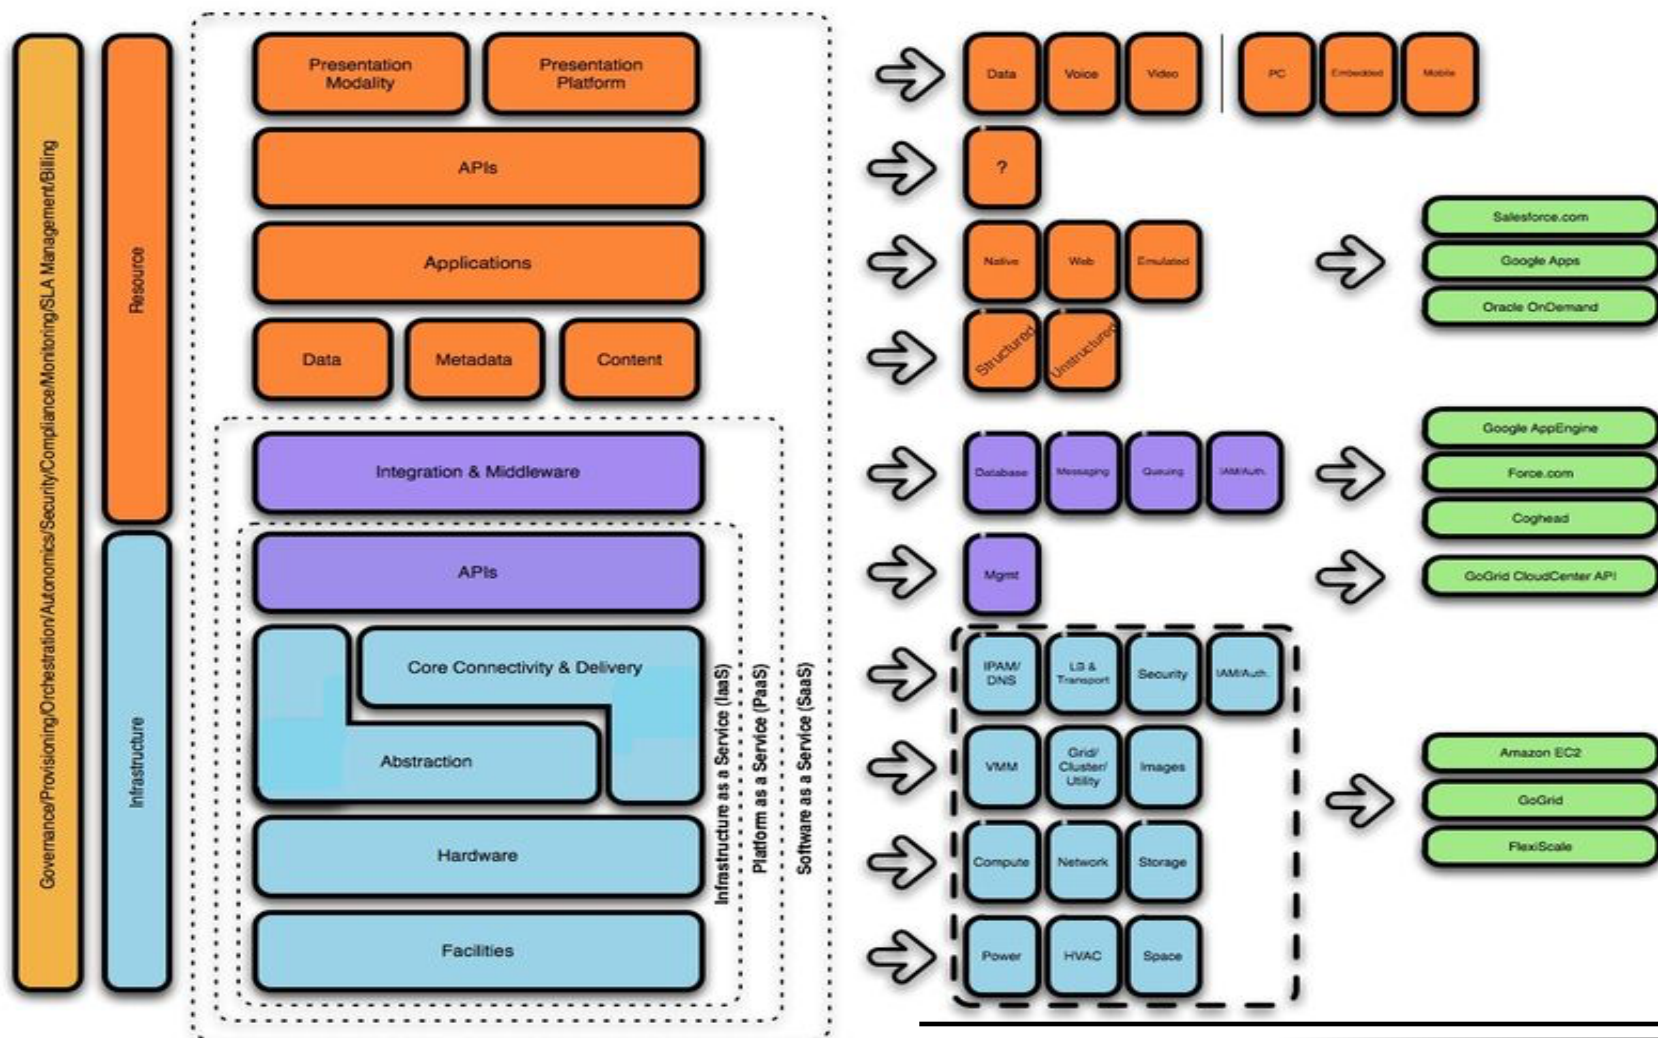 Governance/Provisioning/Orchestration/Autonomics/Security/Compliance/Monitoring/SLA Management/Billing
Resource
Infrastructure
Presentation
Modality
Presentation
Platform
APIs
Applications
Data
Metadata
Content
Integration & Middleware
APIs
Core Connectivity & Delivery
Abstraction
Hardware
Facilities
Infrastructure as a Service (IaaS)
Platform as a Service (PaaS)
Software as a Service (SaaS)
Data
Voice
Video
PC
Embedded
Mobile
?
Native
Web
Emulated
Structured
Unstructured
Database
Messaging
Queuing
IAM/Auth.
Mgmt
IPAM/
DNS
LB &
Transport
Security
IAM/Auth.
VMM
Grid/
Cluster/
Utility
Images
Compute
Network
Storage
Power
HVAC
Space
Salesforce.com
Google Apps
Oracle OnDemand
Google AppEngine
Force.com
Coghead
GoGrid CloudCenter API
Amazon EC2
GoGrid
FlexiScale